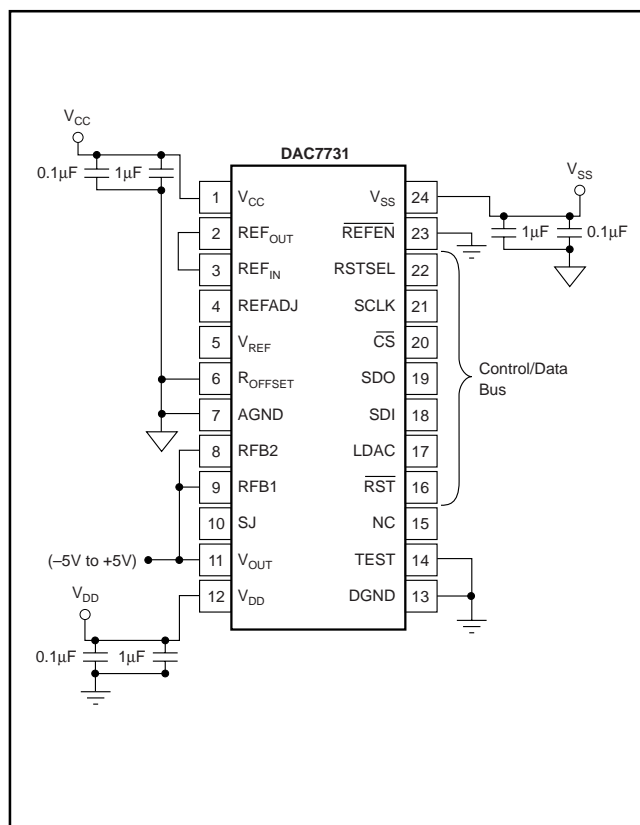 DAC7731
V_CC
0.1µF 1µF
1 V_CC
2 REF_OUT
3 REF_IN
4 REFADJ
5 V_REF
6 R_OFFSET
7 AGND
8 RFB2
9 RFB1
10 SJ
(–5V to +5V)
11 V_OUT
V_DD
12 V_DD
0.1µF 1µF
V_SS 24
V_SS
1µF 0.1µF
R̅E̅F̅E̅N̅ 23
RSTSEL 22
SCLK 21
C̅S̅ 20
SDO 19
Control/Data
Bus
SDI 18
LDAC 17
R̅S̅T̅ 16
NC 15
TEST 14
DGND 13